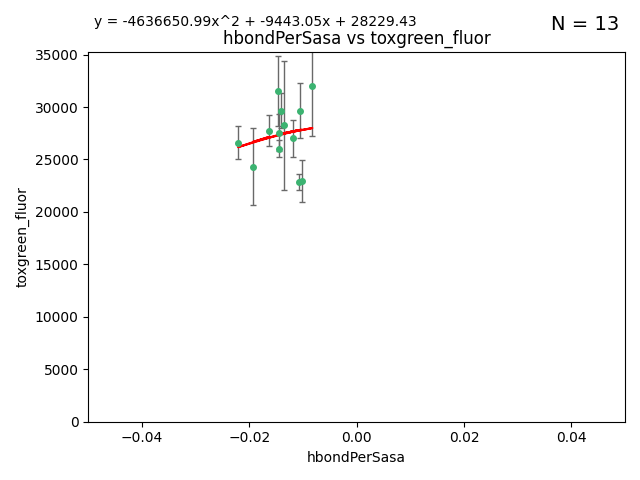 y = -4636650.99x^2 + -9443.05x + 28229.43
N = 13
hbondPerSasa vs toxgreen_fluor
35000
30000
25000
20000
15000
10000
5000
0
toxgreen_fluor
−0.04
−0.02
0.00
0.02
0.04
hbondPerSasa